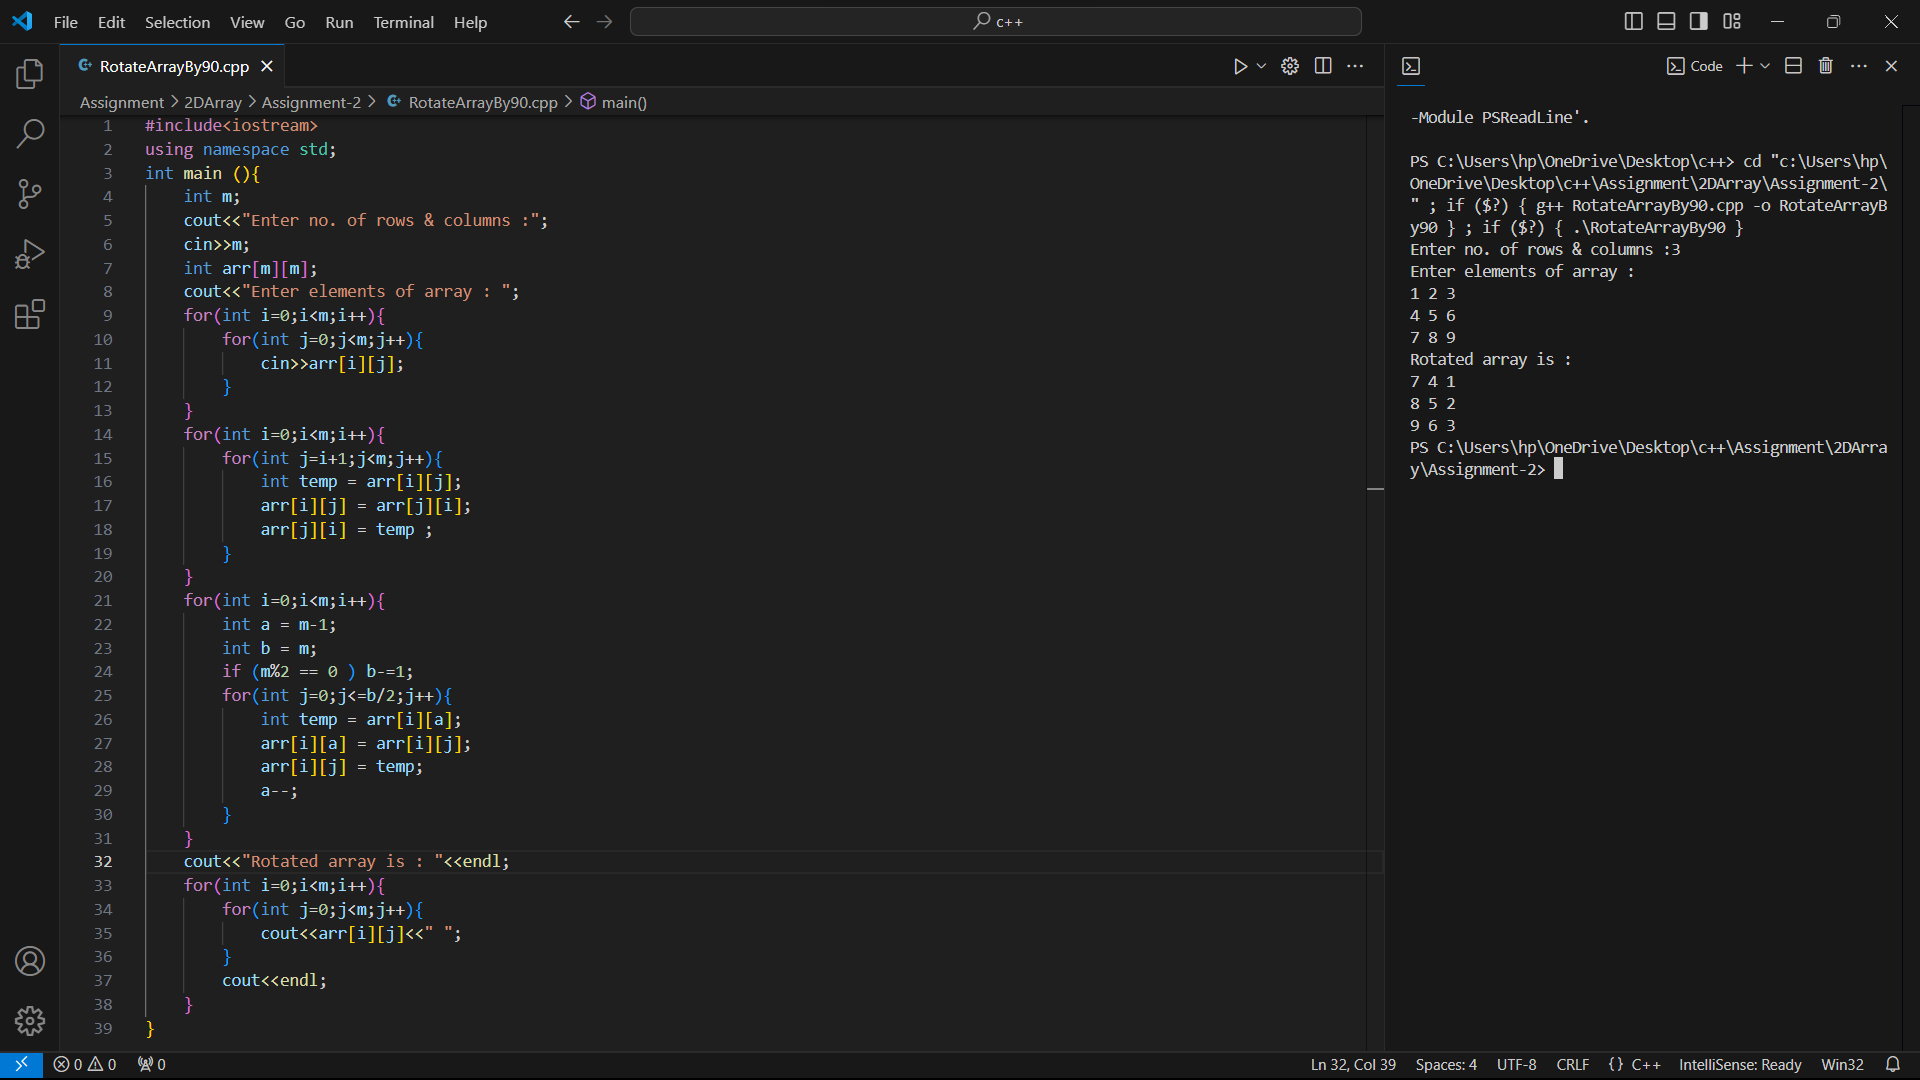 File Edit Selection View Go Run Terminal Help
c++
RotateArrayBy90.cpp
Assignment > 2DArray > Assignment-2 > RotateArrayBy90.cpp > main()
1 #include<iostream>
2 using namespace std;
3 int main (){
4     int m;
5     cout<<"Enter no. of rows & columns :";
6     cin>>m;
7     int arr[m][m];
8     cout<<"Enter elements of array : ";
9     for(int i=0;i<m;i++){
10         for(int j=0;j<m;j++){
11             cin>>arr[i][j];
12         }
13     }
14     for(int i=0;i<m;i++){
15         for(int j=i+1;j<m;j++){
16             int temp = arr[i][j];
17             arr[i][j] = arr[j][i];
18             arr[j][i] = temp ;
19         }
20     }
21     for(int i=0;i<m;i++){
22         int a = m-1;
23         int b = m;
24         if (m%2 == 0 ) b-=1;
25         for(int j=0;j<=b/2;j++){
26             int temp = arr[i][a];
27             arr[i][a] = arr[i][j];
28             arr[i][j] = temp;
29             a--;
30         }
31     }
32     cout<<"Rotated array is : "<<endl;
33     for(int i=0;i<m;i++){
34         for(int j=0;j<m;j++){
35             cout<<arr[i][j]<<" ";
36         }
37         cout<<endl;
38     }
39 }
Code
-Module PSReadLine'.
PS C:\Users\hp\OneDrive\Desktop\c++> cd "c:\Users\hp\
OneDrive\Desktop\c++\Assignment\2DArray\Assignment-2\
" ; if ($?) { g++ RotateArrayBy90.cpp -o RotateArrayB
y90 } ; if ($?) { .\RotateArrayBy90 }
Enter no. of rows & columns :3
Enter elements of array :
1 2 3
4 5 6
7 8 9
Rotated array is :
7 4 1
8 5 2
9 6 3
PS C:\Users\hp\OneDrive\Desktop\c++\Assignment\2DArra
y\Assignment-2>
0 0 0 Ln 32, Col 39 Spaces: 4 UTF-8 CRLF {} C++ IntelliSense: Ready Win32